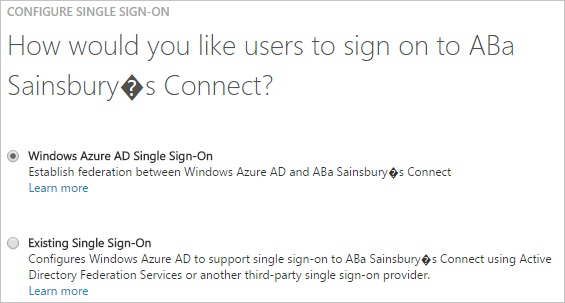 CONFIGURE SINGLE SIGN-ON
How would you like users to sign on to ABa
Sainsbury�s Connect?
Windows Azure AD Single Sign-On
Establish federation between Windows Azure AD and ABa Sainsbury�s Connect
Learn more
Existing Single Sign-On
Configures Windows Azure AD to support single sign-on to ABa Sainsbury�s Connect using Active
Directory Federation Services or another third-party single sign-on provider.
Learn more